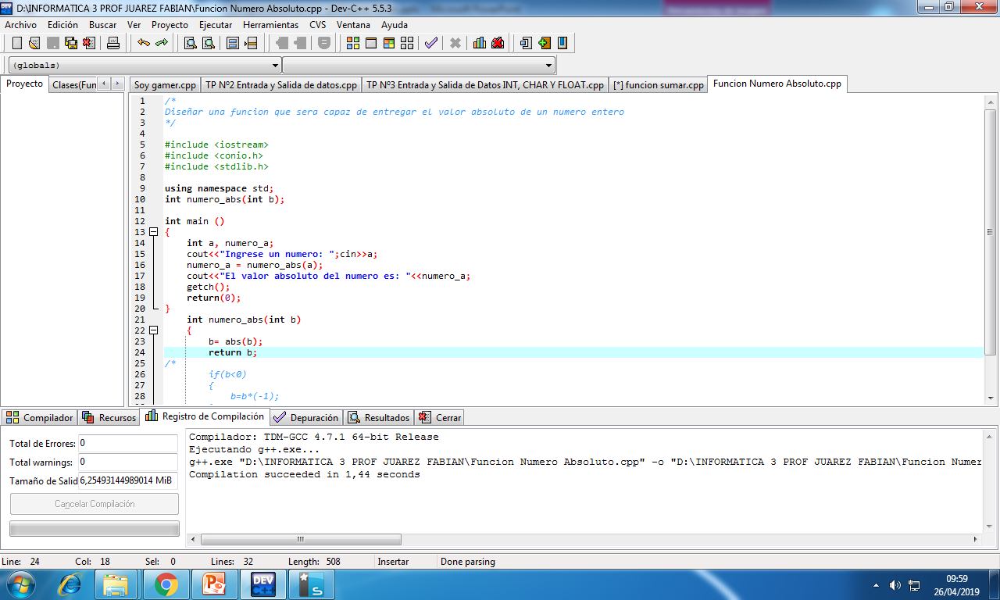 D:\INFORMATICA 3 PROF JUAREZ FABIAN\Funcion Numero Absoluto.cpp - Dev-C++ 5.5.3
Archivo Edición Buscar Ver Proyecto Ejecutar Herramientas CVS Ventana Ayuda
(globals)
Proyecto Clases(Fun Soy gamer.cpp TP Nº2 Entrada y Salida de datos.cpp TP Nº3 Entrada y Salida de Datos INT, CHAR Y FLOAT.cpp [*] funcion sumar.cpp Funcion Numero Absoluto.cpp
1 /*
2 Diseñar una funcion que sera capaz de entregar el valor absoluto de un numero entero
3 */
4
5 #include <iostream>
6 #include <conio.h>
7 #include <stdlib.h>
8
9 using namespace std;
10 int numero_abs(int b);
11
12 int main ()
13 {
14 int a, numero_a;
15 cout<<"Ingrese un numero: ";cin>>a;
16 numero_a = numero_abs(a);
17 cout<<"El valor absoluto del numero es: "<<numero_a;
18 getch();
19 return(0);
20 }
21 int numero_abs(int b)
22 {
23 b= abs(b);
24 return b;
25 /*
26 if(b<0)
27 {
28 b=b*(-1);
Compilador Recursos Registro de Compilación Depuración Resultados Cerrar
Total de Errores: 0
Total warnings: 0
Tamaño de Salid 6,25493144989014 MiB
Cancelar Compilación
Compilador: TDM-GCC 4.7.1 64-bit Release
Ejecutando g++.exe...
g++.exe "D:\INFORMATICA 3 PROF JUAREZ FABIAN\Funcion Numero Absoluto.cpp" -o "D:\INFORMATICA 3 PROF JUAREZ FABIAN\Funcion Numer
Compilation succeeded in 1,44 seconds
Line: 24 Col: 18 Sel: 0 Lines: 32 Length: 508 Insertar Done parsing
DEV C++ S
09:59
26/04/2019